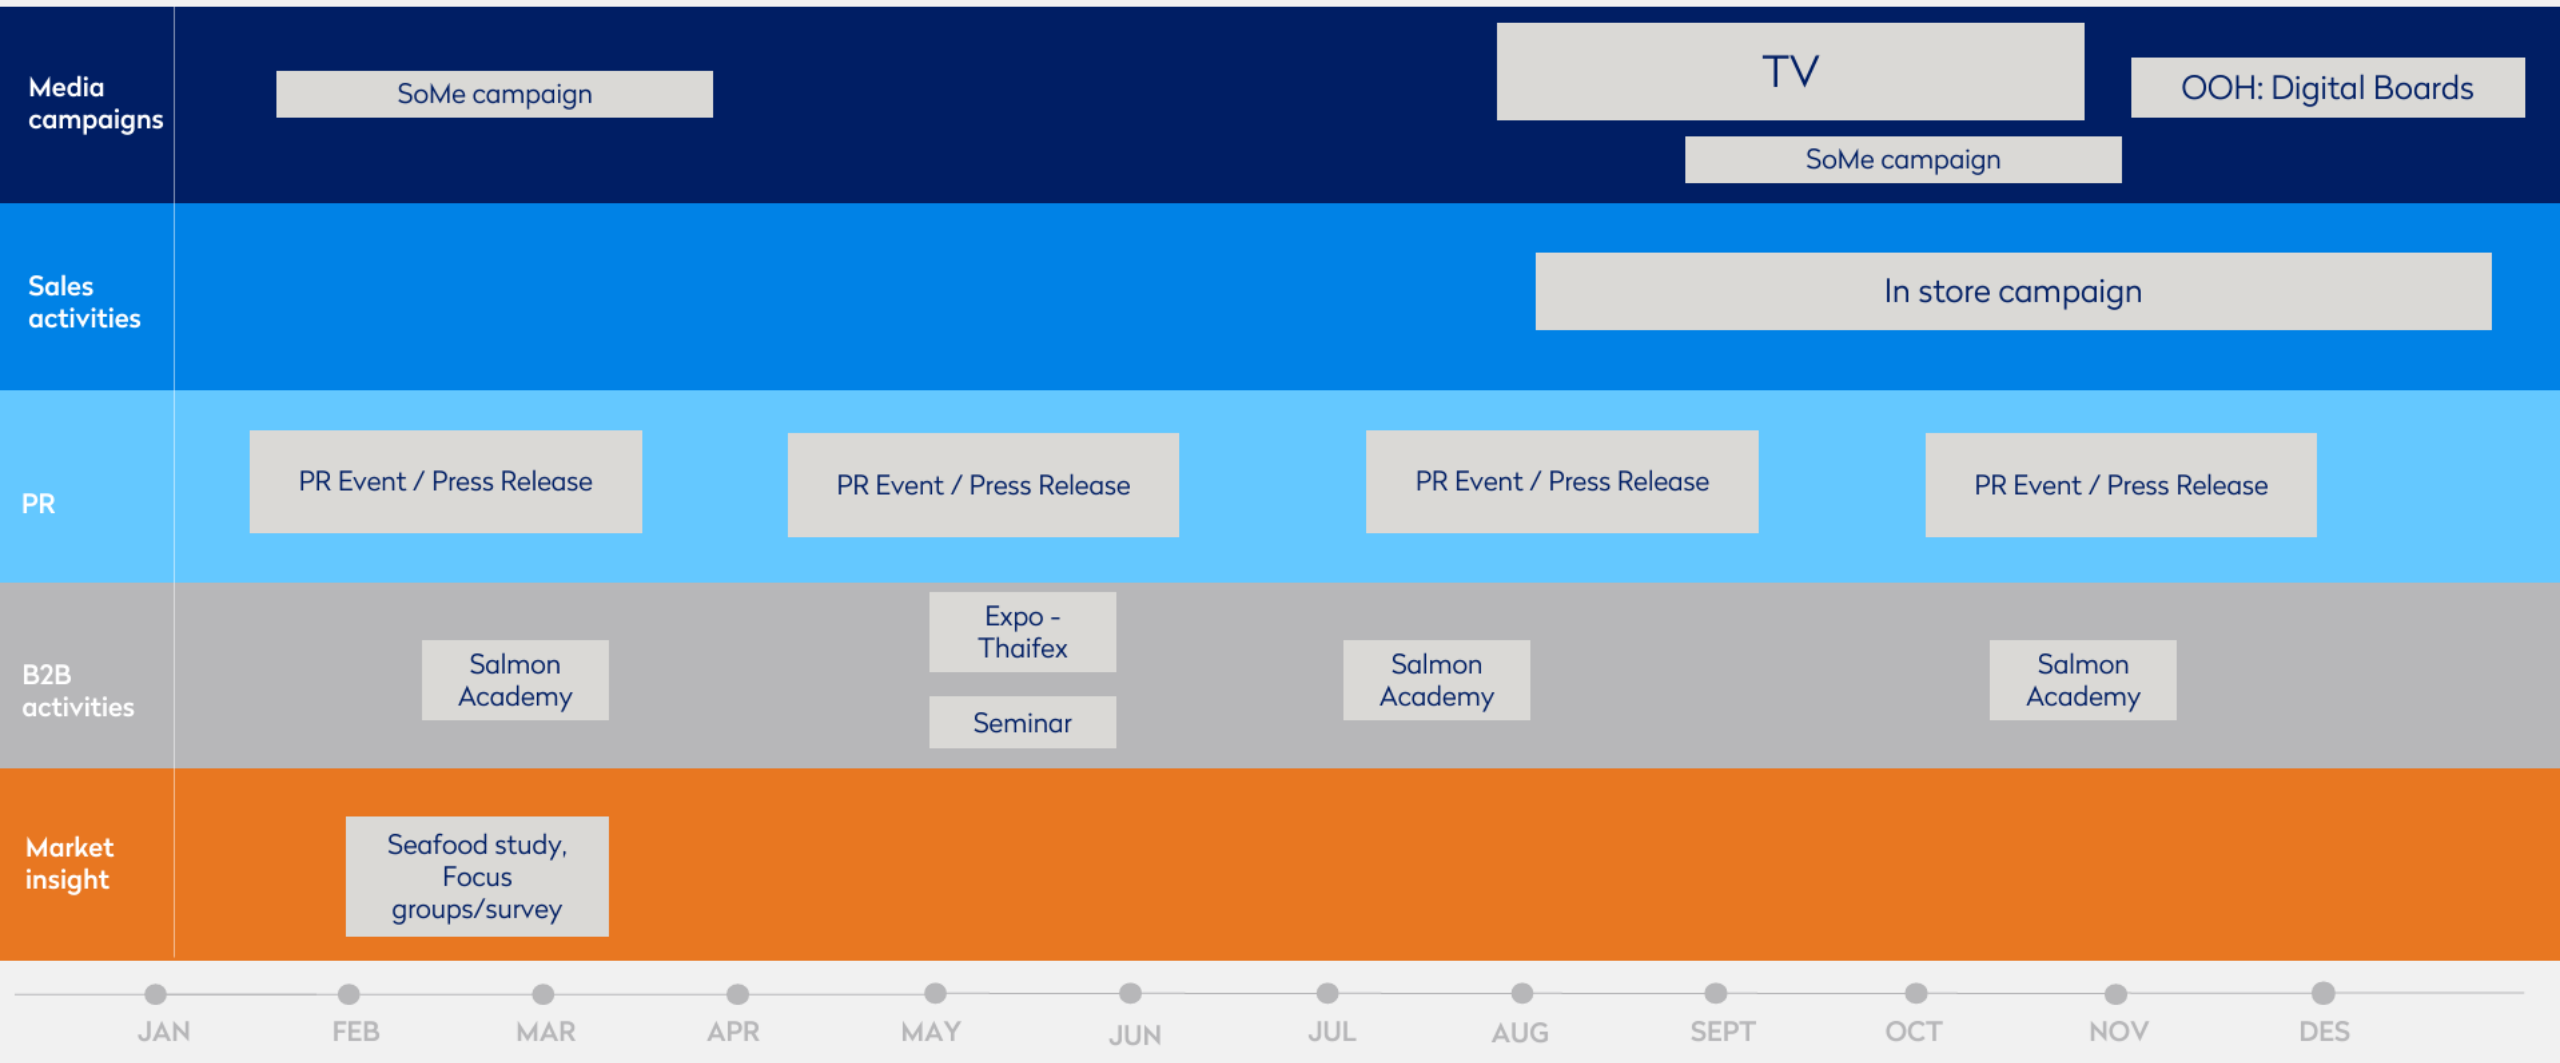 Media
campaigns
SoMe campaign
TV
SoMe campaign
OOH: Digital Boards
Sales
activities
In store campaign
PR
PR Event / Press Release
PR Event / Press Release
PR Event / Press Release
PR Event / Press Release
B2B
activities
Salmon
Academy
Expo -
Thaifex
Seminar
Salmon
Academy
Salmon
Academy
Market
insight
Seafood study,
Focus
groups/survey
JAN
FEB
MAR
APR
MAY
JUN
JUL
AUG
SEPT
OCT
NOV
DES